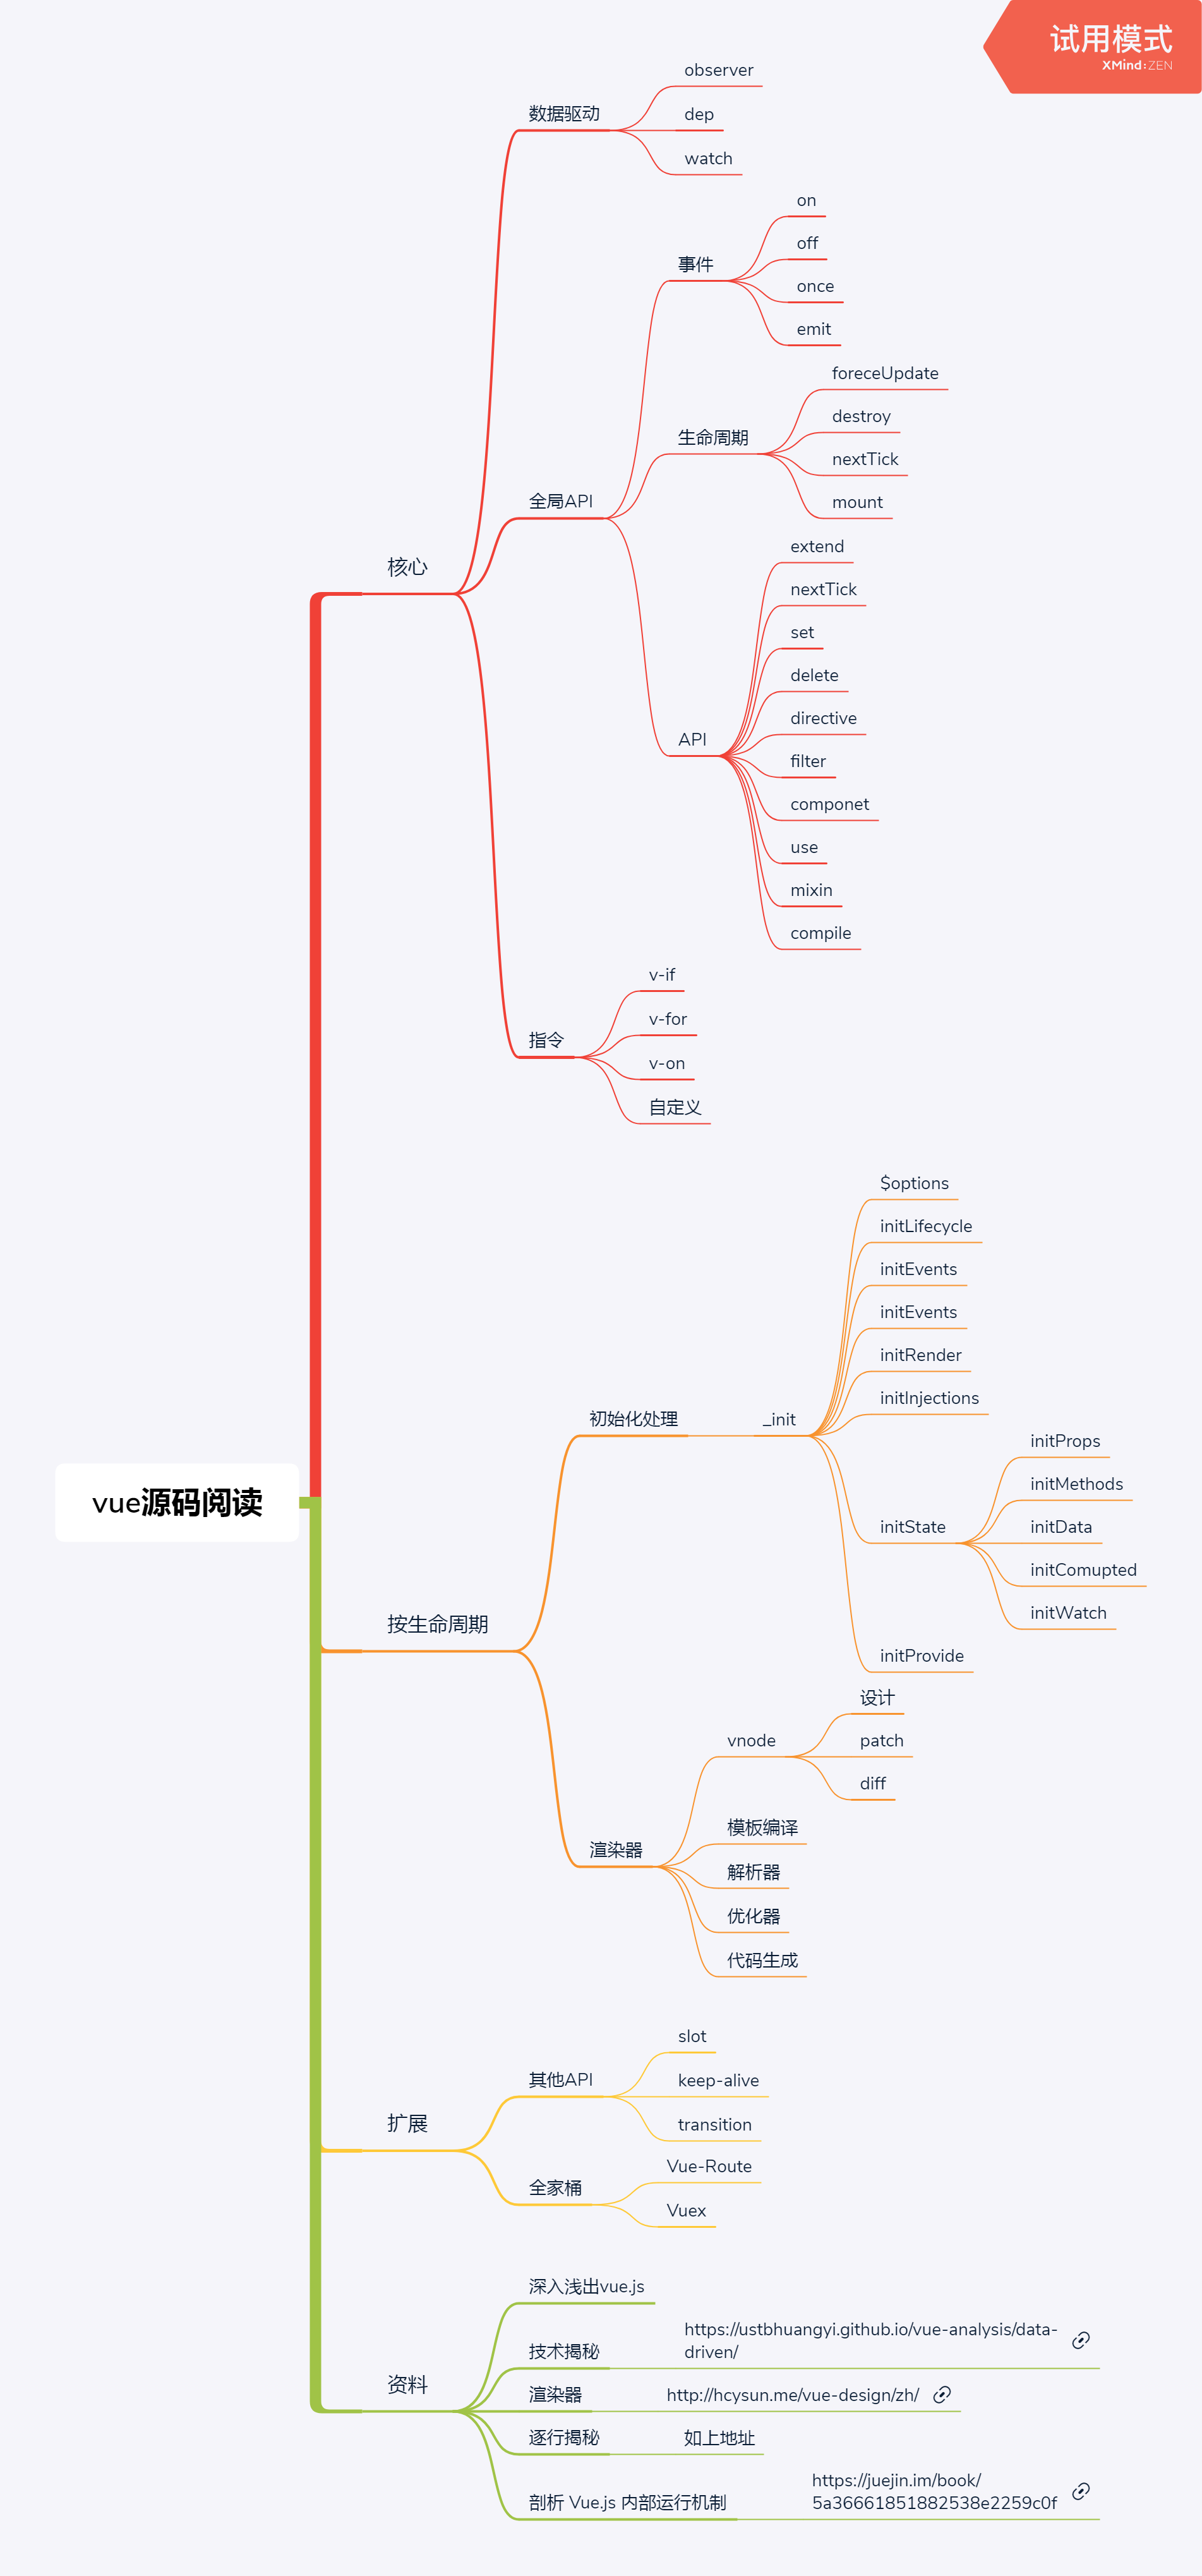 试用模式
XMind:ZEN
vue源码阅读
核心
数据驱动
observer
dep
watch
全局API
事件
on
off
once
emit
生命周期
foreceUpdate
destroy
nextTick
mount
API
extend
nextTick
set
delete
directive
filter
componet
use
mixin
compile
指令
v-if
v-for
v-on
自定义
按生命周期
初始化处理
_init
$options
initLifecycle
initEvents
initEvents
initRender
initInjections
initState
initProps
initMethods
initData
initComupted
initWatch
initProvide
渲染器
vnode
设计
patch
diff
模板编译
解析器
优化器
代码生成
扩展
其他API
slot
keep-alive
transition
全家桶
Vue-Route
Vuex
资料
深入浅出vue.js
技术揭秘
https://ustbhuangyi.github.io/vue-analysis/data-
driven/
渲染器
http://hcysun.me/vue-design/zh/
逐行揭秘
如上地址
剖析 Vue.js 内部运行机制
https://juejin.im/book/
5a36661851882538e2259c0f